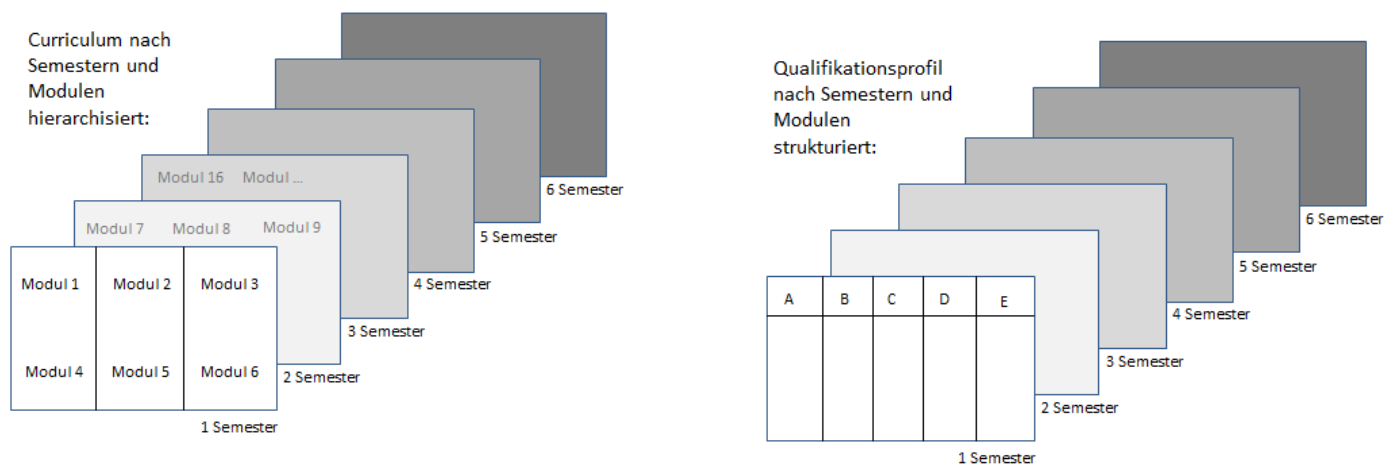 Curriculum nach
Semestern und
Modulen
hierarchisiert:
Modul 16 Modul ...
Modul 7 Modul 8 Modul 9
Modul 1 Modul 2 Modul 3
Modul 4 Modul 5 Modul 6
1 Semester
2 Semester
3 Semester
4 Semester
5 Semester
6 Semester
Qualifikationsprofil
nach Semestern und
Modulen
strukturiert:
A B C D E
1 Semester
2 Semester
3 Semester
4 Semester
5 Semester
6 Semester